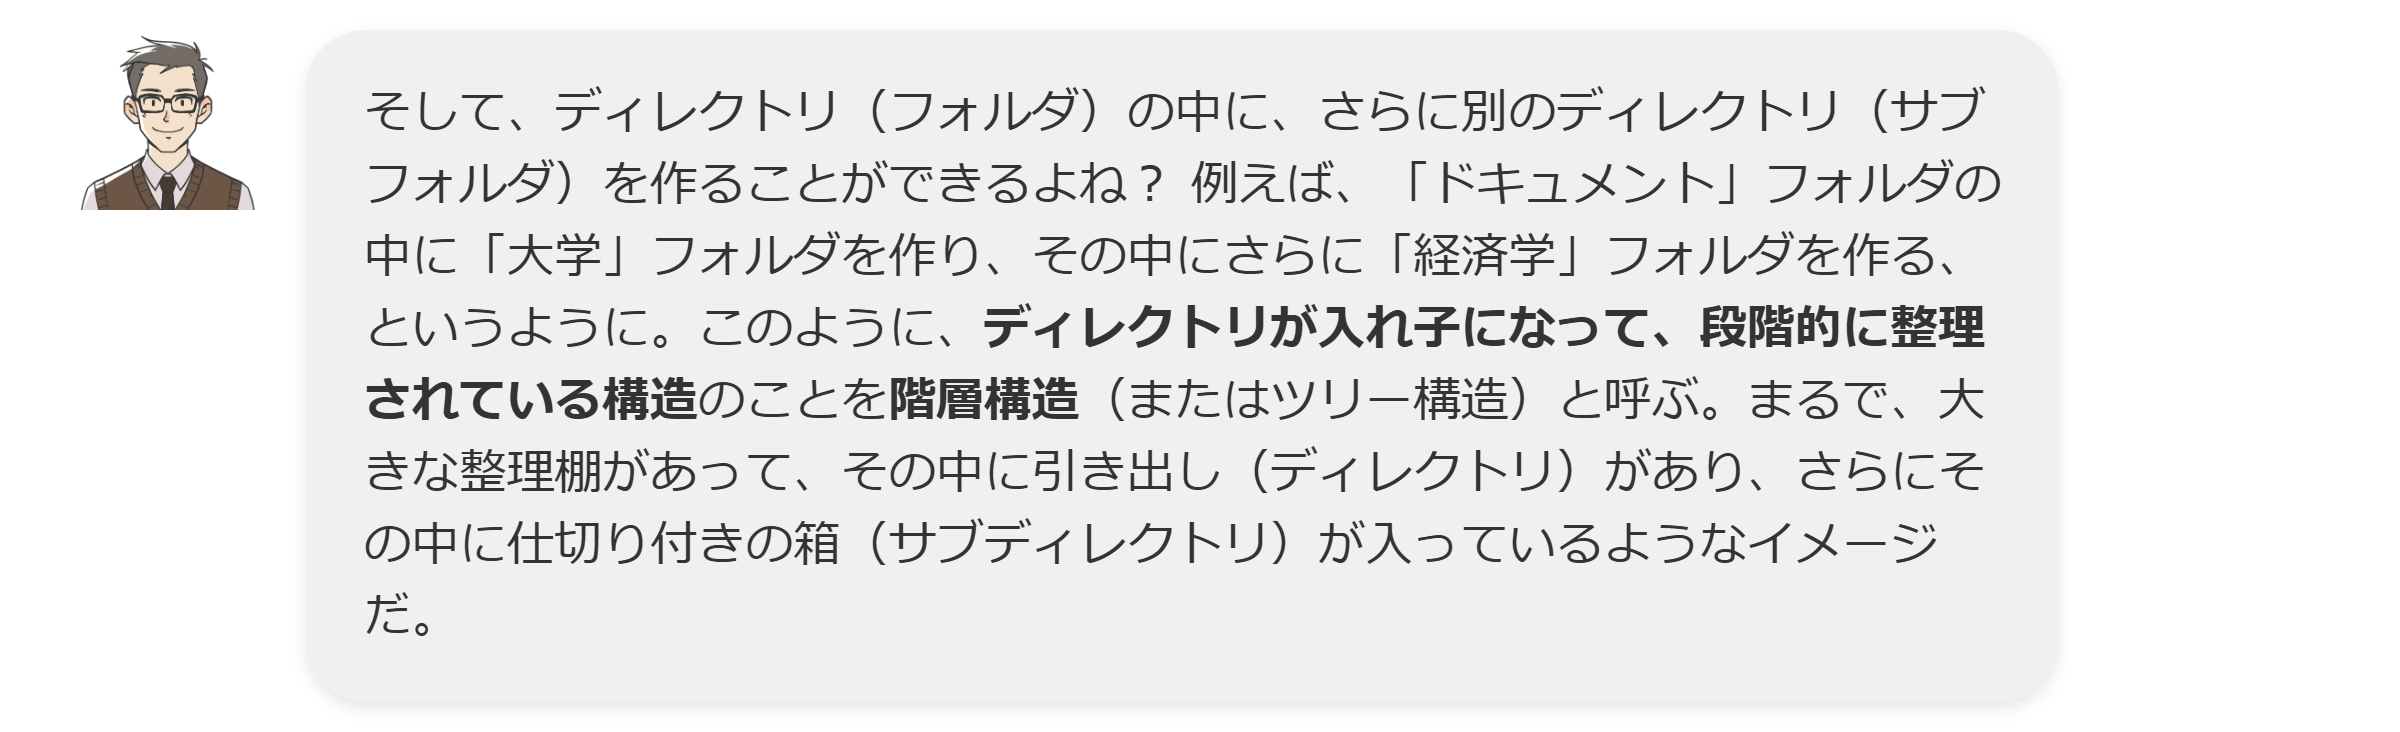 そして、ディレクトリ（フォルダ）の中に、さらに別のディレクトリ（サブ
フォルダ）を作ることができるよね？ 例えば、「ドキュメント」フォルダの
中に「大学」フォルダを作り、その中にさらに「経済学」フォルダを作る、
というように。このように、ディレクトリが入れ子になって、段階的に整理
されている構造のことを階層構造（またはツリー構造）と呼ぶ。まるで、大
きな整理棚があって、その中に引き出し（ディレクトリ）があり、さらにそ
の中に仕切り付きの箱（サブディレクトリ）が入っているようなイメージ
だ。